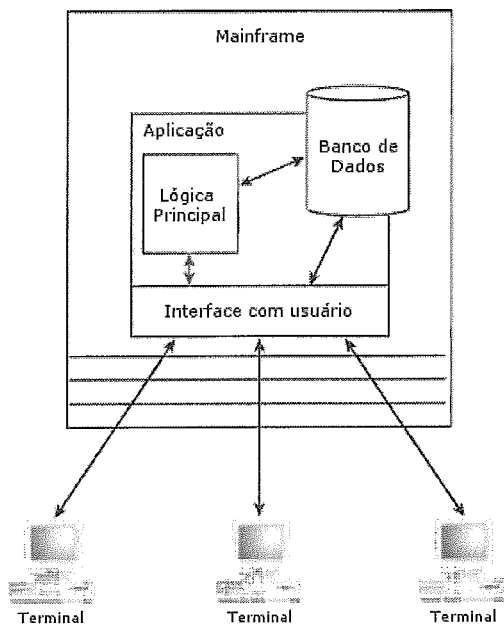 Mainframe
Aplicação
Banco de
Dados
Lógica
Principal
Interface com usuário
Terminal
Terminal
Terminal